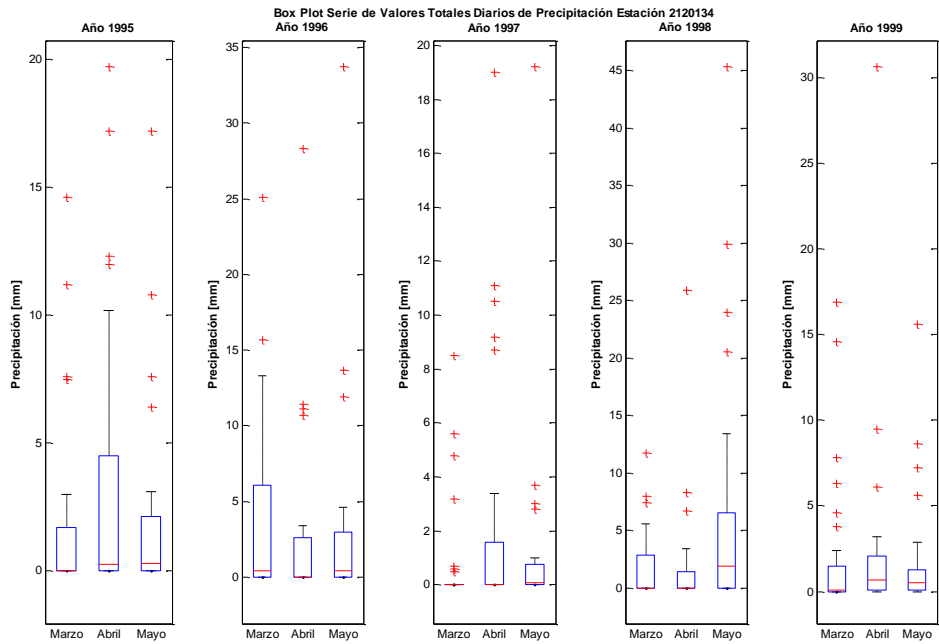 Box Plot Serie de Valores Totales Diarios de Precipitación Estación 2120134
Año 1995
Año 1996
Año 1997
Año 1998
Año 1999
Precipitación [mm]
20
15
10
5
0
Marzo Abril Mayo
Precipitación [mm]
35
30
25
20
15
10
5
0
Marzo Abril Mayo
Precipitación [mm]
20
18
16
14
12
10
8
6
4
2
0
Marzo Abril Mayo
Precipitación [mm]
45
40
35
30
25
20
15
10
5
0
Marzo Abril Mayo
Precipitación [mm]
30
25
20
15
10
5
0
Marzo Abril Mayo